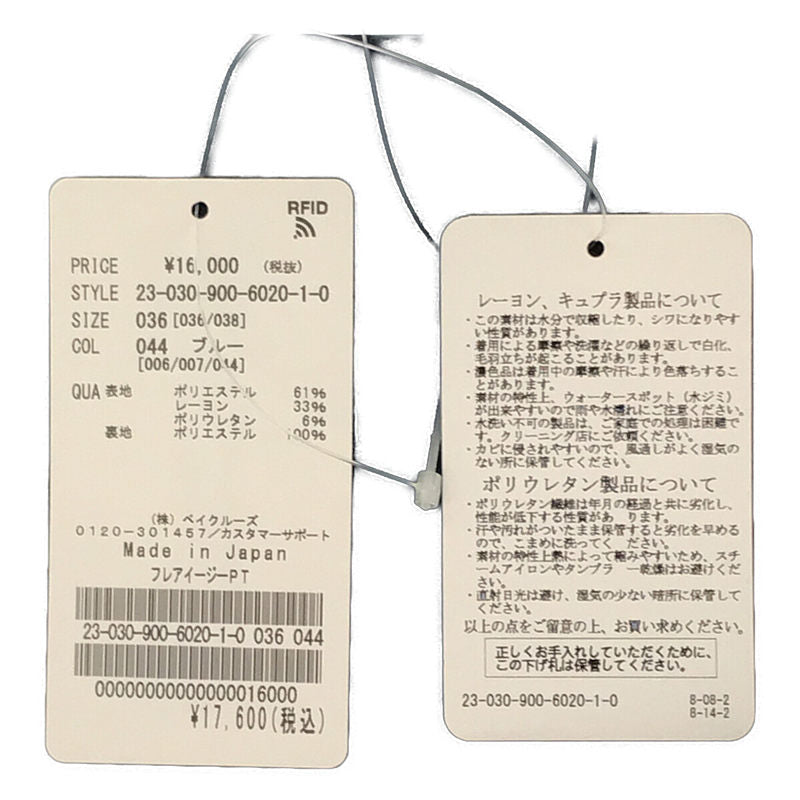 RFID
PRICE ¥16,000 (税抜)
STYLE 23-030-900-6020-1-0
SIZE 036 [036/038]
COL 044 ブルー
[006/007/044]
QUA 表地 ポリエステル 61%
レーヨン 33%
ポリウレタン 6%
裏地 ポリエステル 100%
(株) ベイクルーズ
0120-301457/カスタマーサポート
Made in Japan
フレアイージーPT
23-030-900-6020-1-0 036 044
00000000000000016000
¥17,600(税込)
レーヨン、キュプラ製品について
・この素材は水分で収縮したり、シワになりやす
い性質があります。
・着用による摩擦や洗濯などの繰り返しで白化、
毛羽立ちが起こることがあります。
・濃色品は着用中の摩擦や汗により色落ちするこ
とがあります。
・素材の特性上、ウォータースポット（水ジミ）
が出来やすいので雨や水濡れにご注意ください。
・水洗い不可の製品は、ご家庭での処理は困難で
す。クリーニング店にご依頼ください。
・カビに侵されやすいので、風通しがよく湿気の
ない所に保管してください。
ポリウレタン製品について
・ポリウレタン繊維は年月の経過と共に劣化し、
性能が低下する性質があ ります。
・汗や汚れがついたまま保管すると劣化を早める
ので、こまめに洗ってく ださい。
・素材の特性上熱によって縮みやすいため、スチ
ームアイロンやタンブラ ー乾燥はお避けくだ
さい。
・直射日光は避け、湿気の少ない暗所に保管して
ください。
以上の点をご留意の上、お買い求めください。
正しくお手入れしていただくために、
この下げ札は保管してください。
23-030-900-6020-1-0
8-08-2
8-14-2